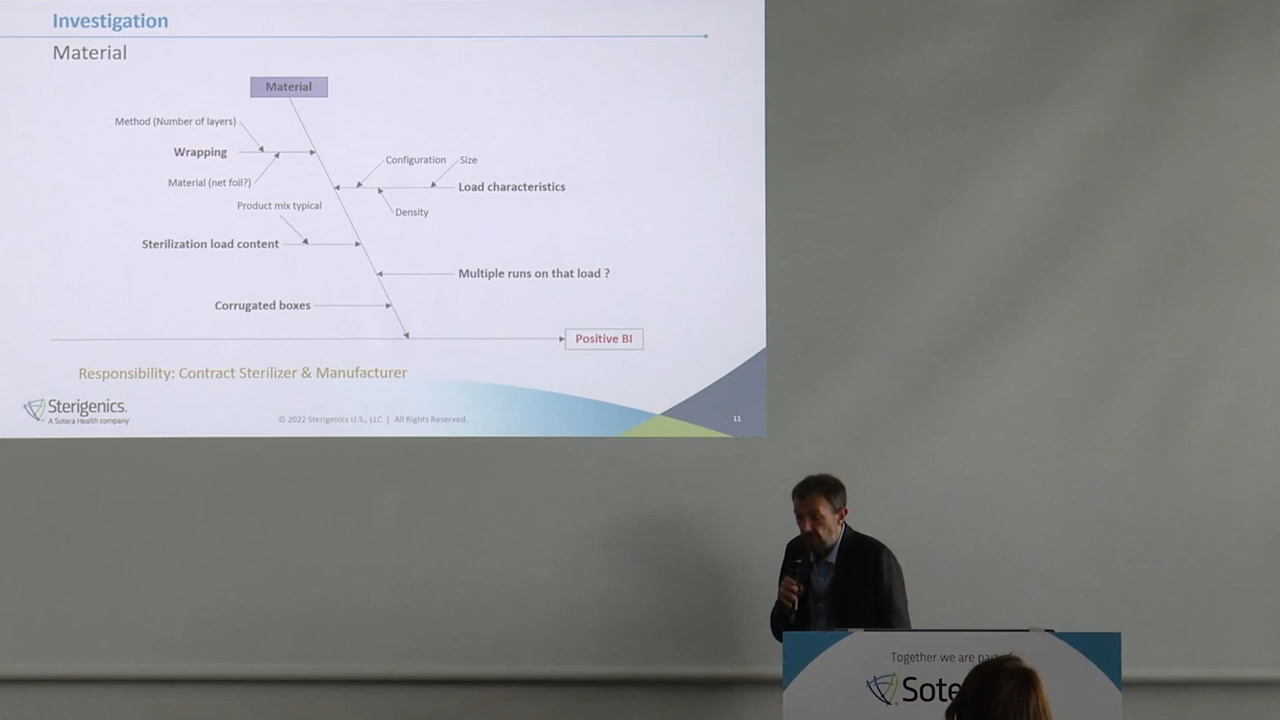 Investigation
Material
Material
Method (Number of layers)
Wrapping
Configuration
Size
Material (net foil?)
Load characteristics
Product mix typical
Density
Sterilization load content
Multiple runs on that load ?
Corrugated boxes
Positive BI
Responsibility: Contract Sterilizer & Manufacturer
Sterigenics.
A Sotera Health company
© 2022 Sterigenics U.S., LLC | All Rights Reserved.
11
Together we are
Sote